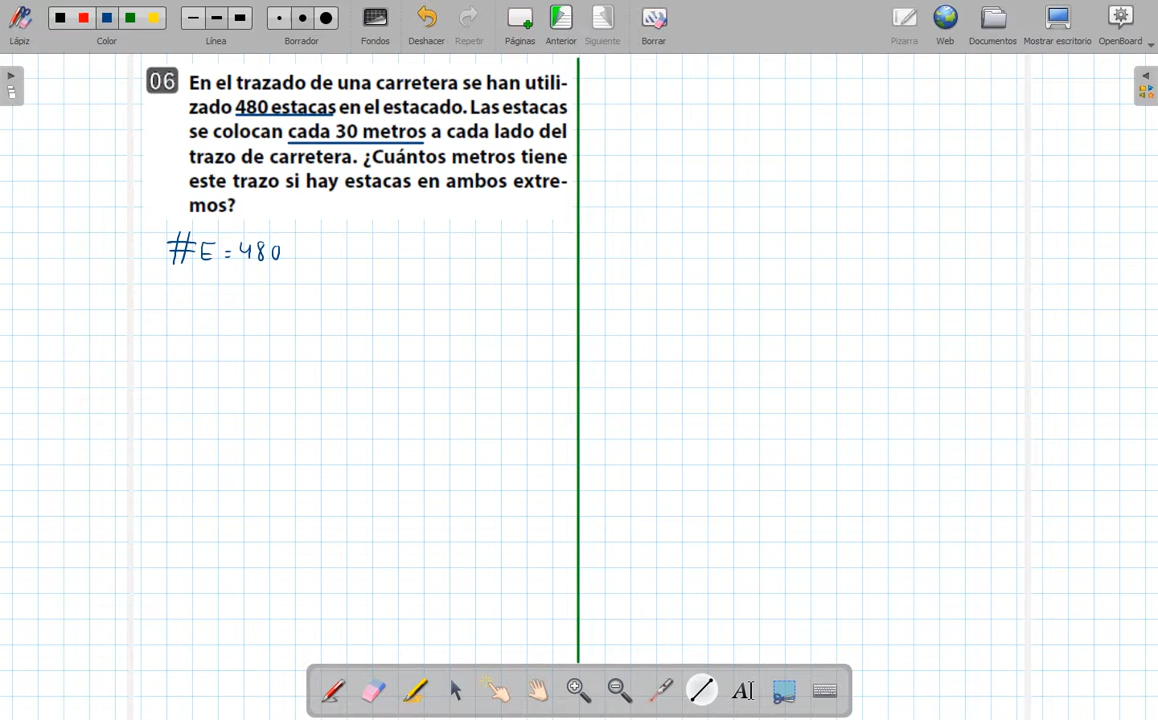 Lápiz
Color
Línea
Borrador
Fondos
Deshacer
Repetir
Páginas
Anterior
Siguiente
Borrar
Pizarra
Web
Documentos
Mostrar escritorio
OpenBoard
06
En el trazado de una carretera se han utili-
zado 480 estacas en el estacado. Las estacas
se colocan cada 30 metros a cada lado del
trazo de carretera. ¿Cuántos metros tiene
este trazo si hay estacas en ambos extre-
mos?
#E = 480